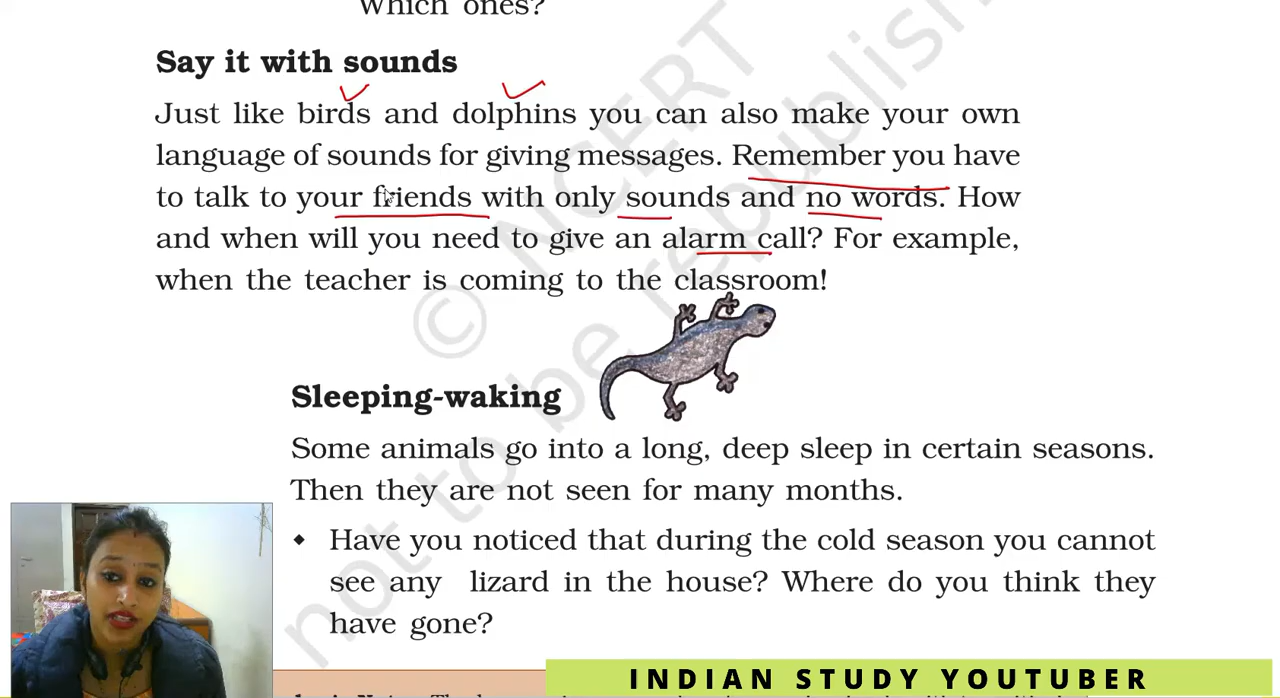 Which ones?
Say it with sounds
Just like birds and dolphins you can also make your own
language of sounds for giving messages. Remember you have
to talk to your friends with only sounds and no words. How
and when will you need to give an alarm call? For example,
when the teacher is coming to the classroom!
Sleeping-waking
Some animals go into a long, deep sleep in certain seasons.
Then they are not seen for many months.
◆ Have you noticed that during the cold season you cannot
see any lizard in the house? Where do you think they
have gone?
© NCERT
not to be republish
INDIAN STUDY YOUTUBER